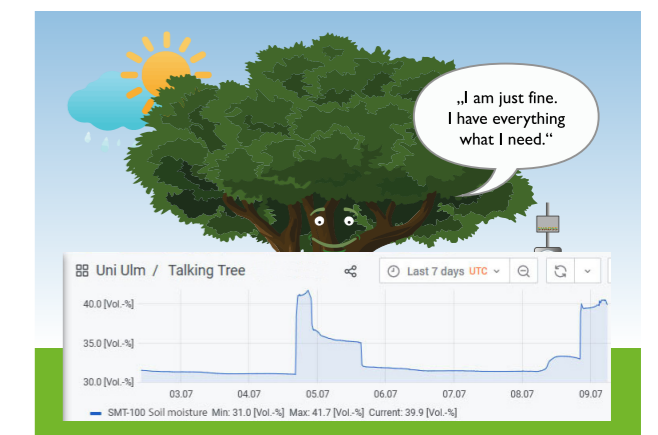 „I am just fine.
I have everything
what I need.“
Uni Ulm / Talking Tree
Last 7 days UTC
40.0 [Vol.-%]
35.0 [Vol.-%]
30.0 [Vol.-%]
03.07 04.07 05.07 06.07 07.07 08.07 09.07
SMT-100 Soil moisture Min: 31.0 [Vol.-%] Max: 41.7 [Vol.-%] Current: 39.9 [Vol.-%]